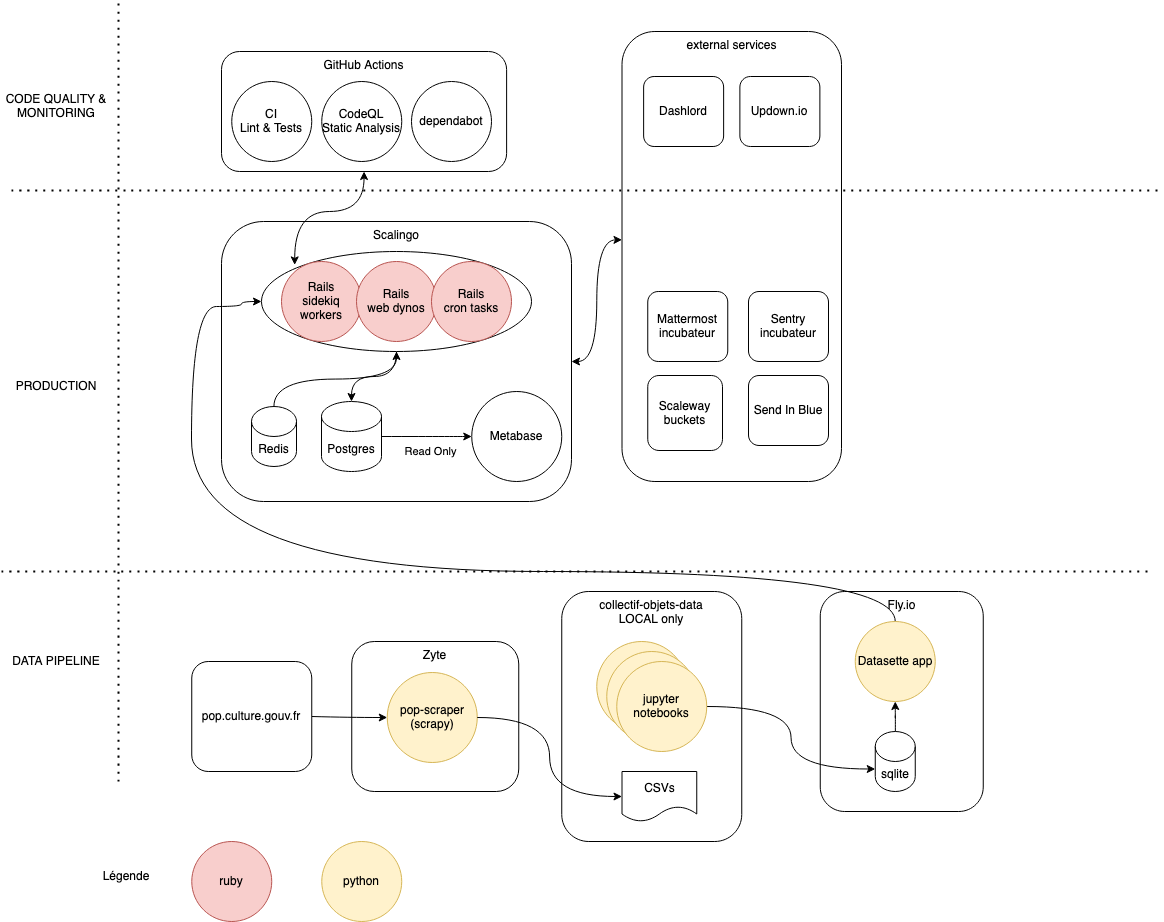 CODE QUALITY &
MONITORING
GitHub Actions
CI
Lint & Tests
CodeQL
Static Analysis
dependabot
external services
Dashlord
Updown.io
PRODUCTION
Scalingo
Rails
sidekiq
workers
Rails
web dynos
Rails
cron tasks
Redis
Postgres
Read Only
Metabase
Mattermost
incubateur
Sentry
incubateur
Scaleway
buckets
Send In Blue
DATA PIPELINE
pop.culture.gouv.fr
Zyte
pop-scraper
(scrapy)
collectif-objets-data
LOCAL only
jupyter
notebooks
CSVs
Fly.io
Datasette app
sqlite
Légende
ruby
python